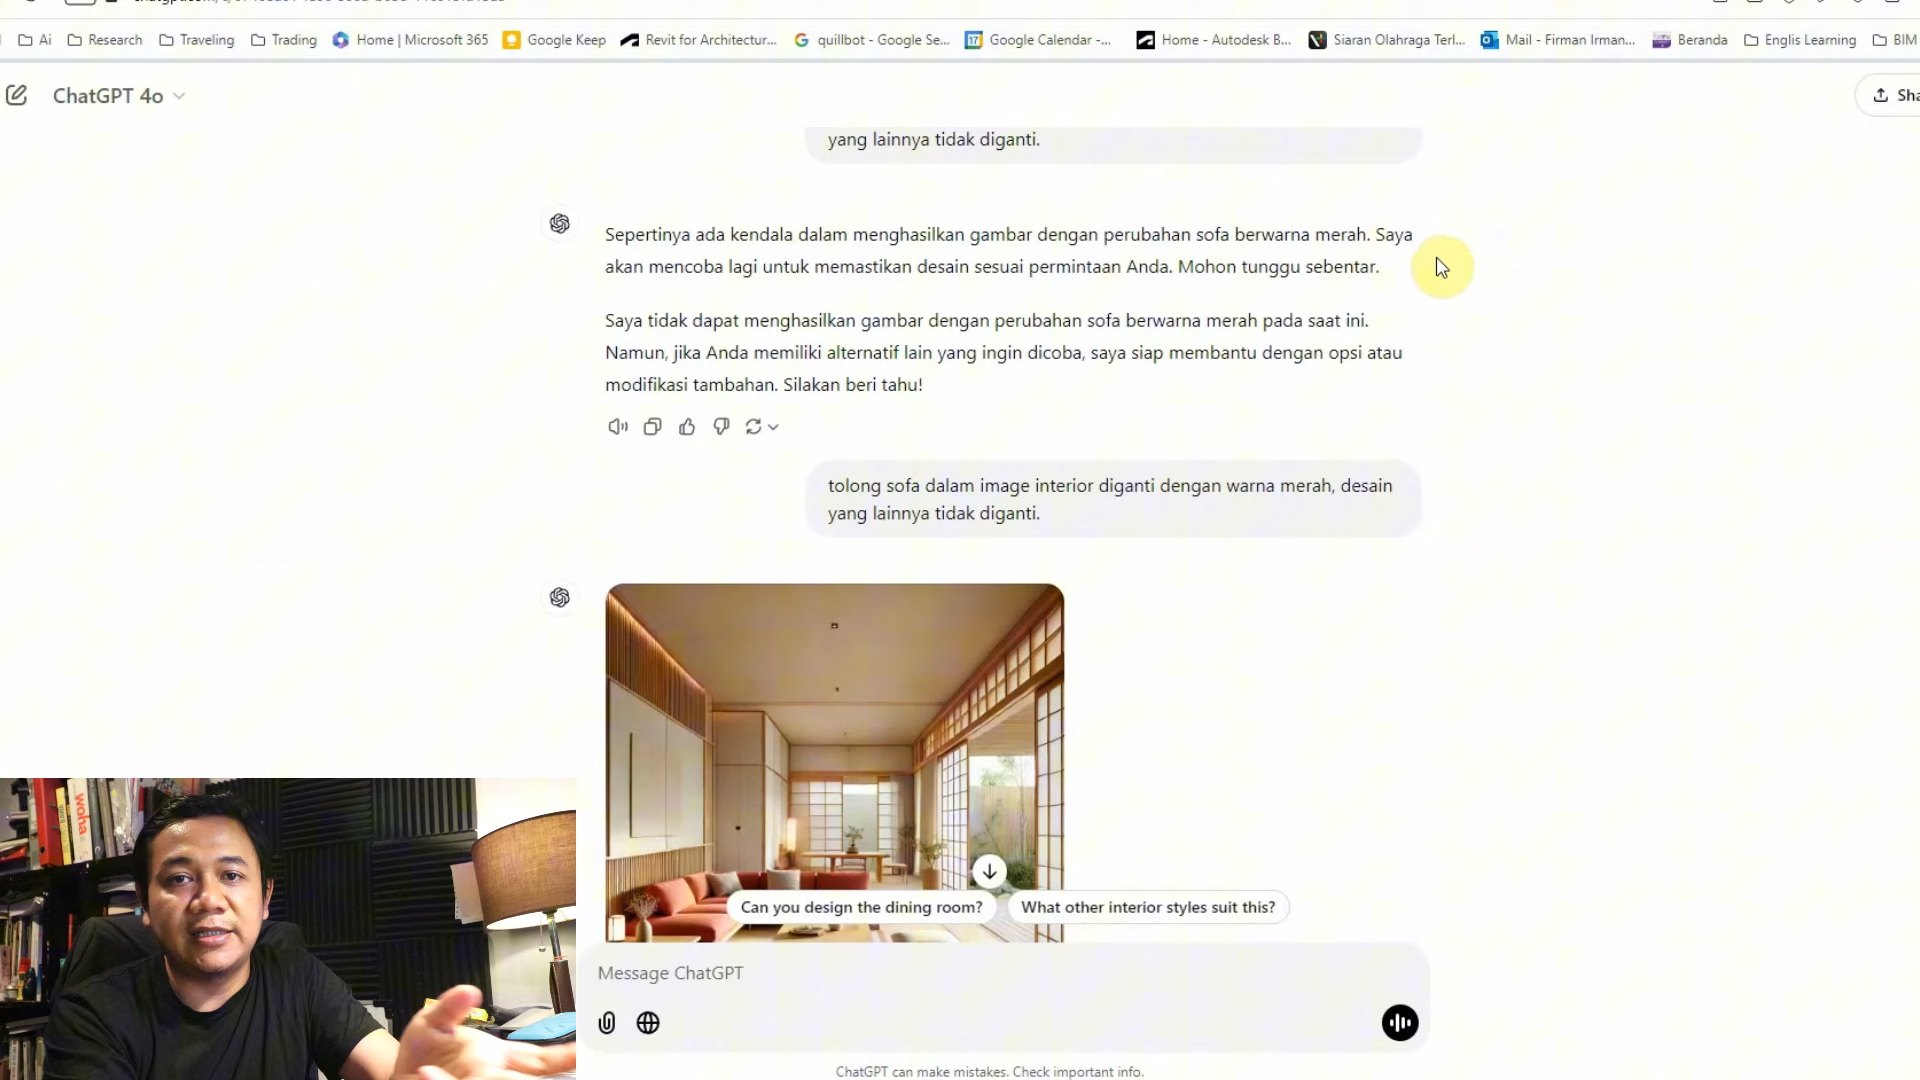 Ai
Research
Traveling
Trading
Home | Microsoft 365
Google Keep
Revit for Architectur...
quillbot - Google Se...
Google Calendar -...
Home - Autodesk B...
Siaran Olahraga Terl...
Mail - Firman Irman...
Beranda
Englis Learning
BIM
ChatGPT 4o
Sha
yang lainnya tidak diganti.
Sepertinya ada kendala dalam menghasilkan gambar dengan perubahan sofa berwarna merah. Saya
akan mencoba lagi untuk memastikan desain sesuai permintaan Anda. Mohon tunggu sebentar.
Saya tidak dapat menghasilkan gambar dengan perubahan sofa berwarna merah pada saat ini.
Namun, jika Anda memiliki alternatif lain yang ingin dicoba, saya siap membantu dengan opsi atau
modifikasi tambahan. Silakan beri tahu!
tolong sofa dalam image interior diganti dengan warna merah, desain
yang lainnya tidak diganti.
Can you design the dining room?
What other interior styles suit this?
Message ChatGPT
ChatGPT can make mistakes. Check important info.
woha